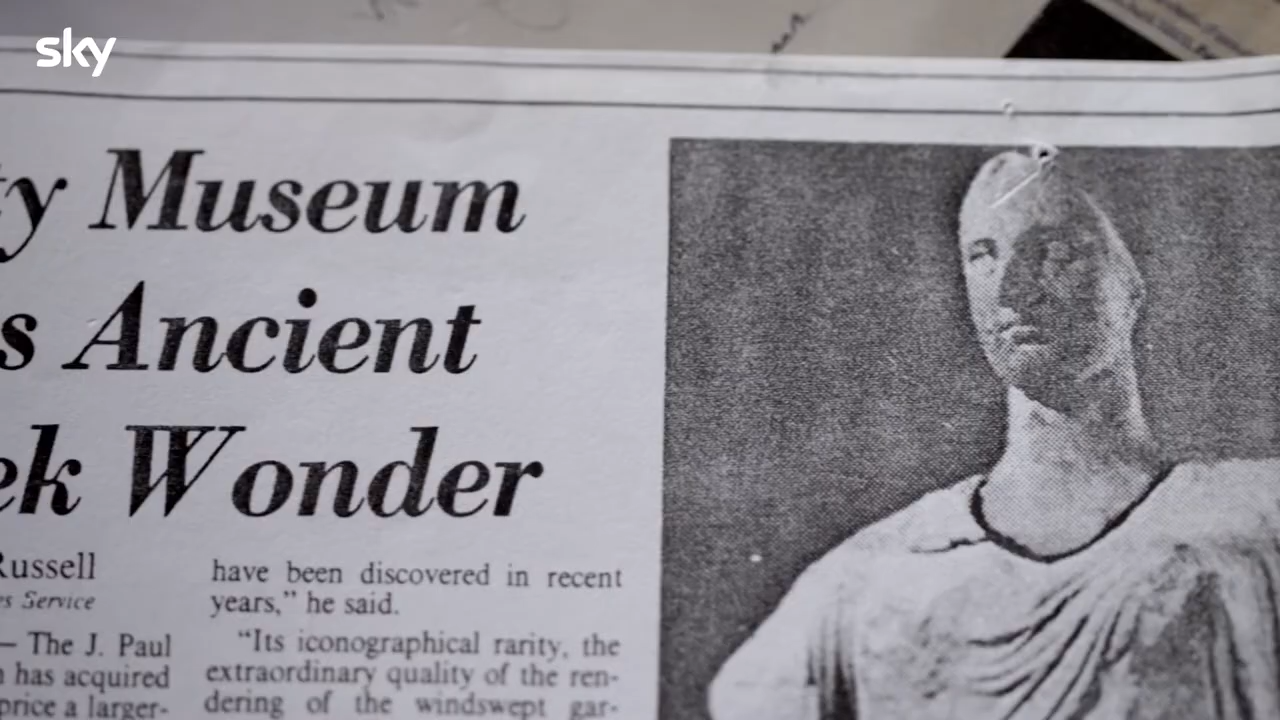 sky
ty Museum
s Ancient
ek Wonder
Russell
es Service
— The J. Paul
has acquired
price a larger-
have been discovered in recent
years,” he said.
“Its iconographical rarity, the
extraordinary quality of the ren-
dering of the windswept gar-